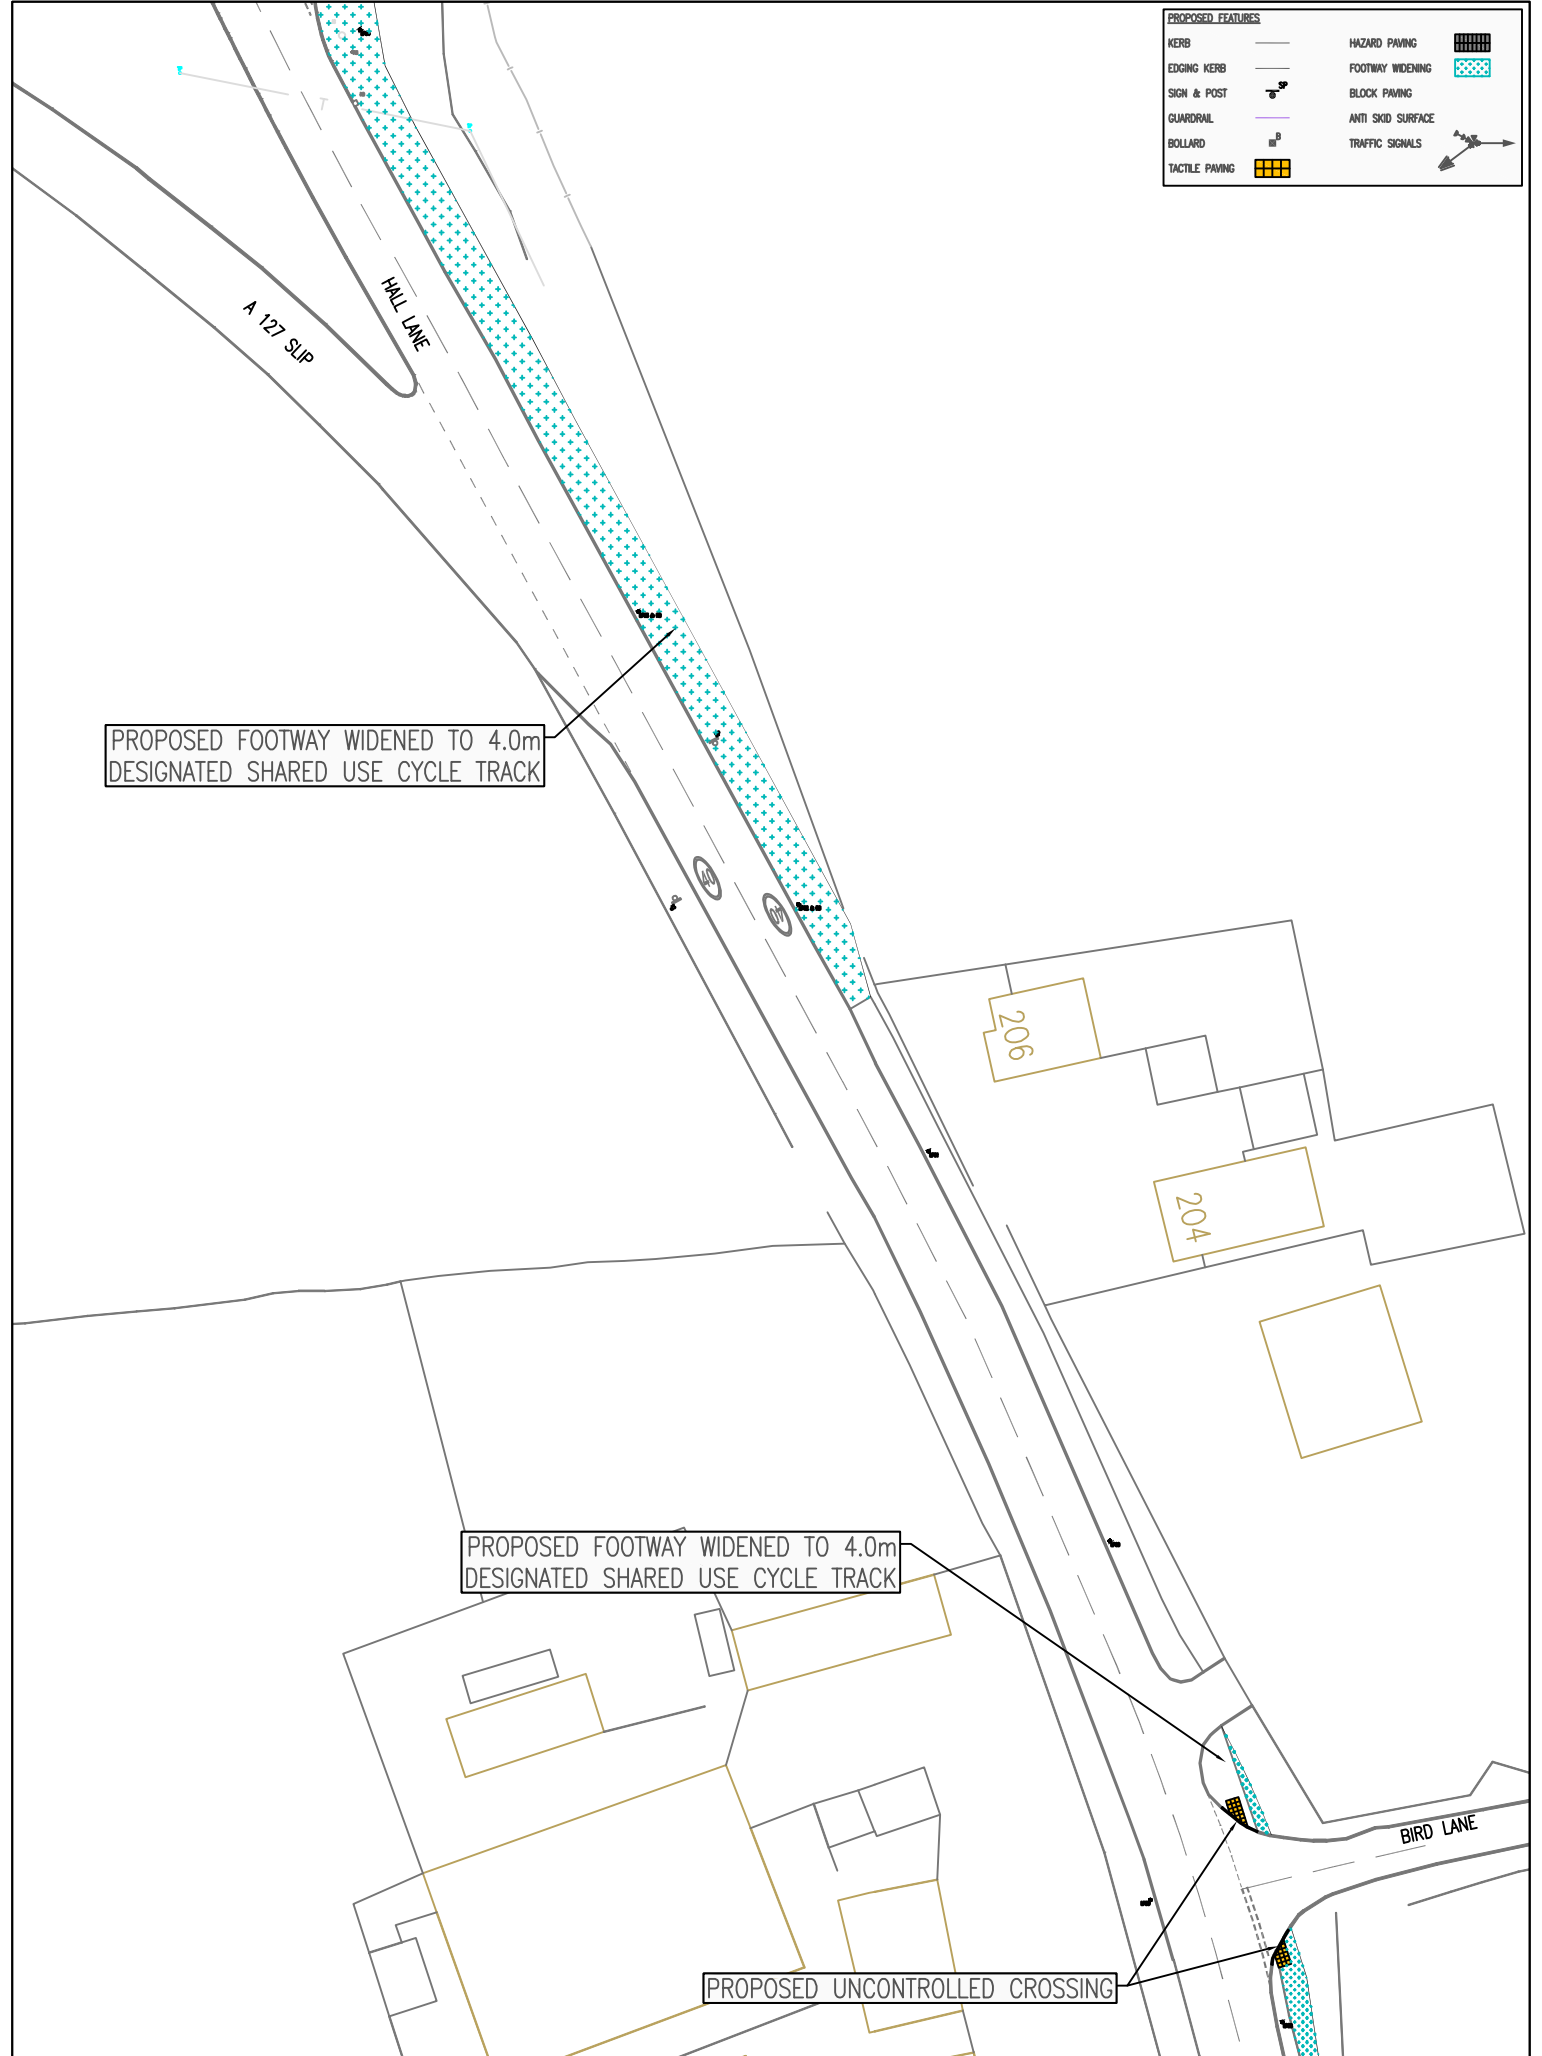 PROPOSED FEATURES
KERB
EDGING KERB
SIGN & POST SP
GUARDRAIL
BOLLARD B
TACTILE PAVING
HAZARD PAVING
FOOTWAY WIDENING
BLOCK PAVING
ANTI SKID SURFACE
TRAFFIC SIGNALS
HALL LANE
A 127 SLIP
PROPOSED FOOTWAY WIDENED TO 4.0m
DESIGNATED SHARED USE CYCLE TRACK
40
40
206
204
PROPOSED FOOTWAY WIDENED TO 4.0m
DESIGNATED SHARED USE CYCLE TRACK
BIRD LANE
PROPOSED UNCONTROLLED CROSSING